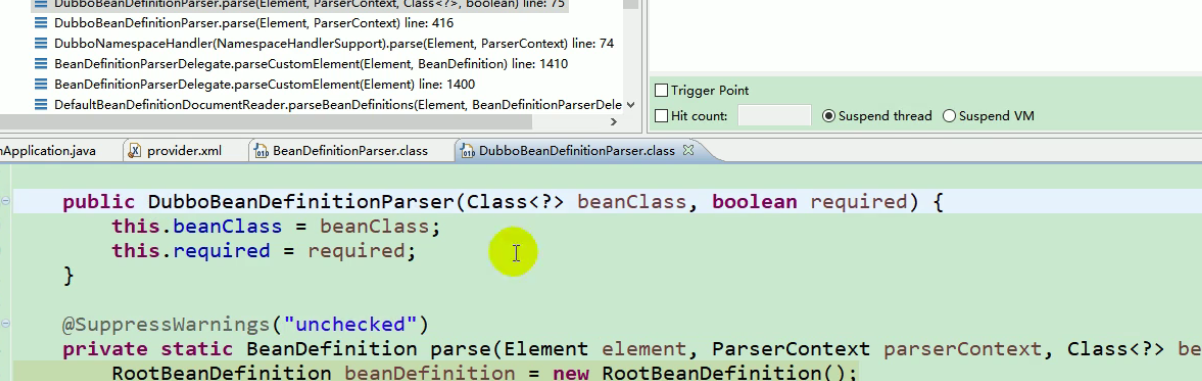 DubboBeanDefinitionParser.parse(Element, ParserContext, Class<?>, boolean) line: 75
DubboBeanDefinitionParser.parse(Element, ParserContext) line: 416
DubboNamespaceHandler(NamespaceHandlerSupport).parse(Element, ParserContext) line: 74
BeanDefinitionParserDelegate.parseCustomElement(Element, BeanDefinition) line: 1410
BeanDefinitionParserDelegate.parseCustomElement(Element) line: 1400
DefaultBeanDefinitionDocumentReader.parseBeanDefinitions(Element, BeanDefinitionParserDele
Trigger Point
Hit count: Suspend thread Suspend VM
nApplication.java provider.xml BeanDefinitionParser.class DubboBeanDefinitionParser.class
public DubboBeanDefinitionParser(Class<?> beanClass, boolean required) {
this.beanClass = beanClass;
this.required = required;
}
@SuppressWarnings("unchecked")
private static BeanDefinition parse(Element element, ParserContext parserContext, Class<?> be
RootBeanDefinition beanDefinition = new RootBeanDefinition();